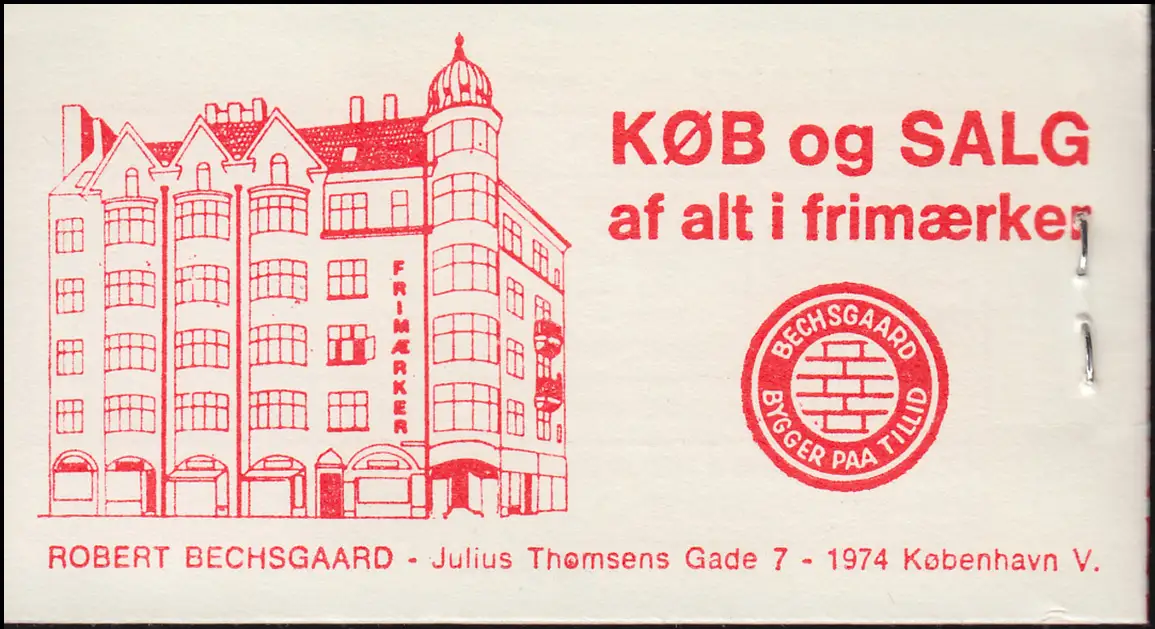 KØB og SALG
af alt i frimærker
FRIMÆRKER
BECHSGAARD
BYGGER PAA TILLID
ROBERT BECHSGAARD - Julius Thomsens Gade 7 - 1974 København V.